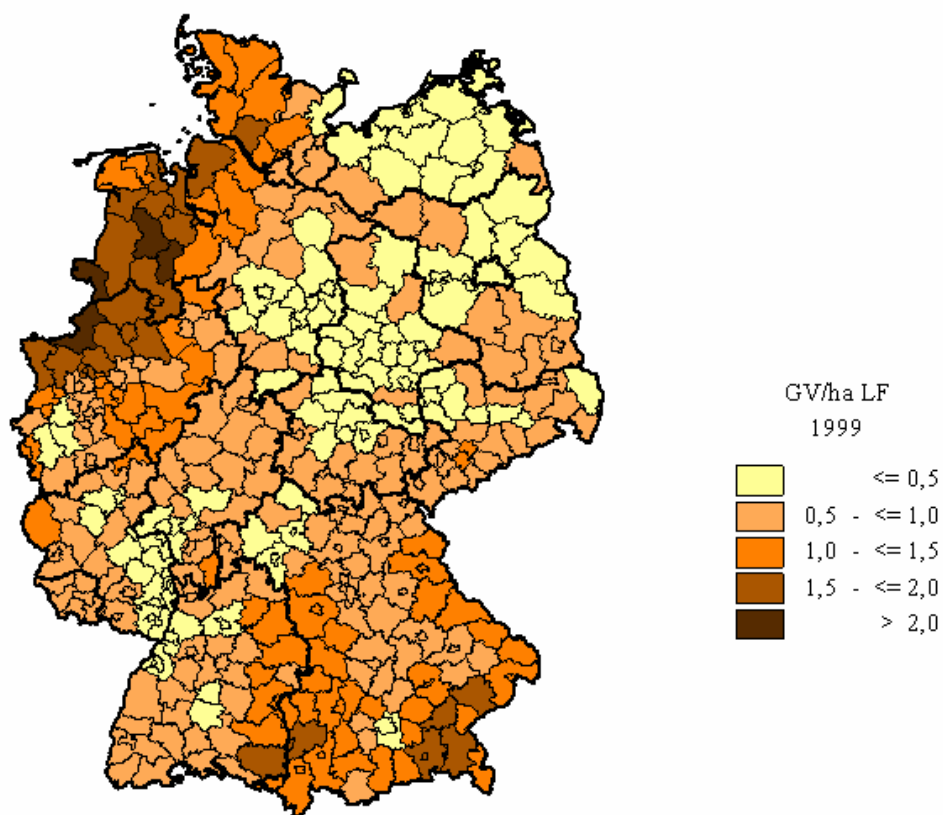 GV/ha LF
1999
<= 0,5
0,5 - <= 1,0
1,0 - <= 1,5
1,5 - <= 2,0
> 2,0